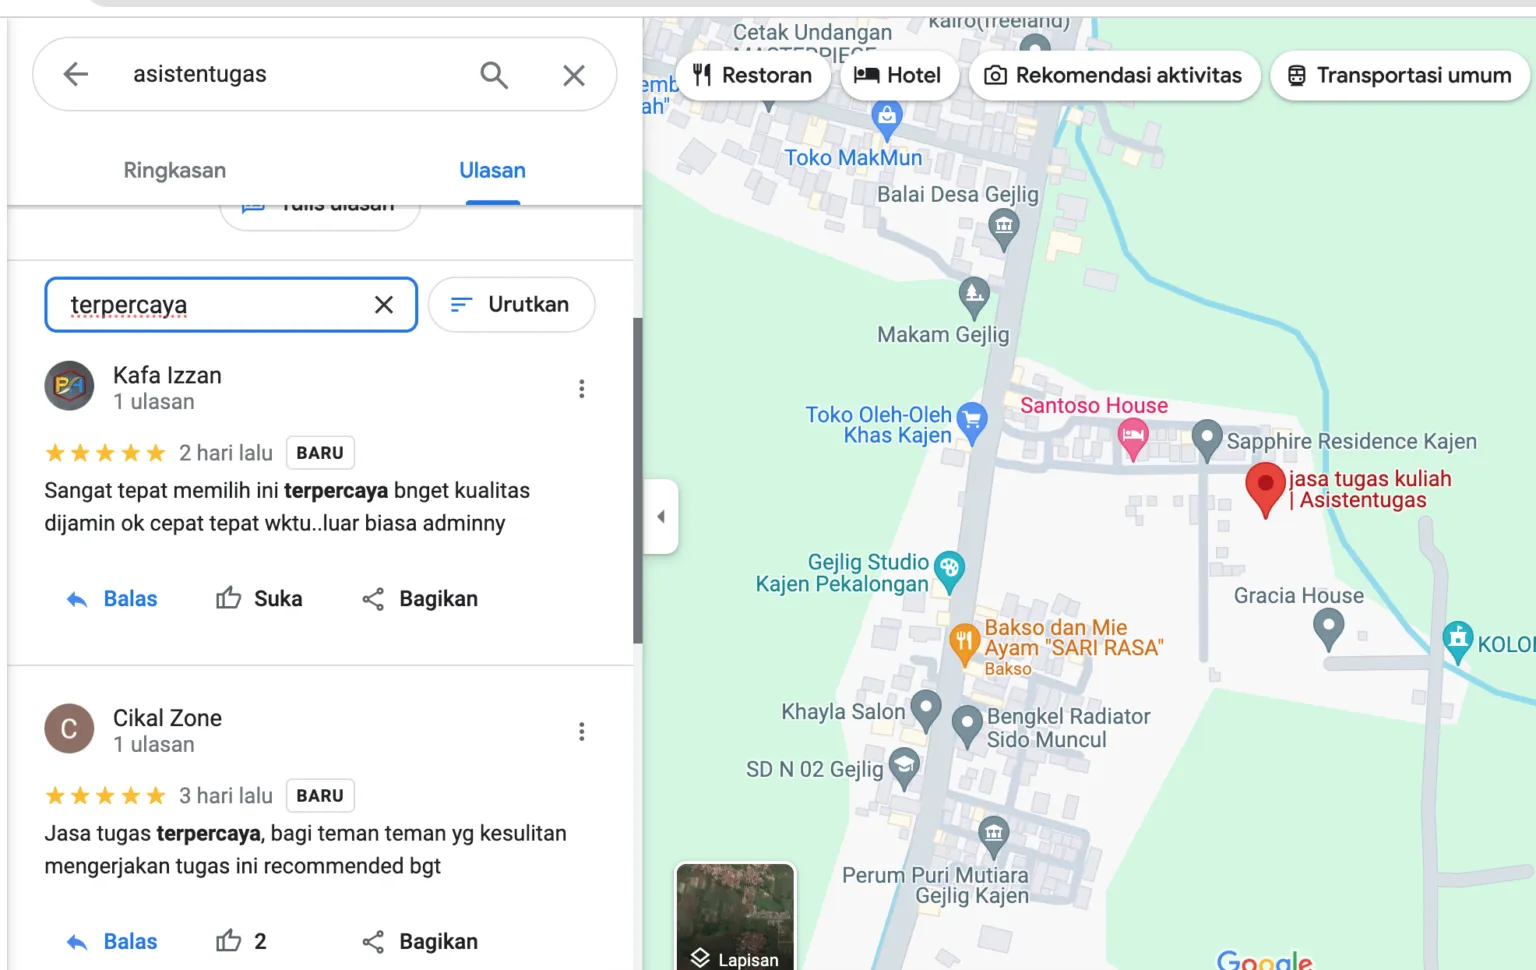 asistentugas
Ringkasan
Ulasan
Tulis ulasan
terpercaya
Urutkan
Kafa Izzan
1 ulasan
2 hari lalu
BARU
Sangat tepat memilih ini terpercaya bnget kualitas
dijamin ok cepat tepat wktu..luar biasa adminny
Balas
Suka
Bagikan
Cikal Zone
1 ulasan
3 hari lalu
BARU
Jasa tugas terpercaya, bagi teman teman yg kesulitan
mengerjakan tugas ini recommended bgt
Balas
2
Bagikan
Cetak Undangan
MASTERPIECE
Restoran
Hotel
Rekomendasi aktivitas
Transportasi umum
Toko MakMun
Balai Desa Gejlig
Makam Gejlig
Toko Oleh-Oleh
Khas Kajen
Santoso House
Sapphire Residence Kajen
jasa tugas kuliah
| Asistentugas
Gejlig Studio
Kajen Pekalongan
Gracia House
Bakso dan Mie
Ayam "SARI RASA"
Bakso
Khayla Salon
Bengkel Radiator
Sido Muncul
SD N 02 Gejlig
Perum Puri Mutiara
Gejlig Kajen
Lapisan
Google